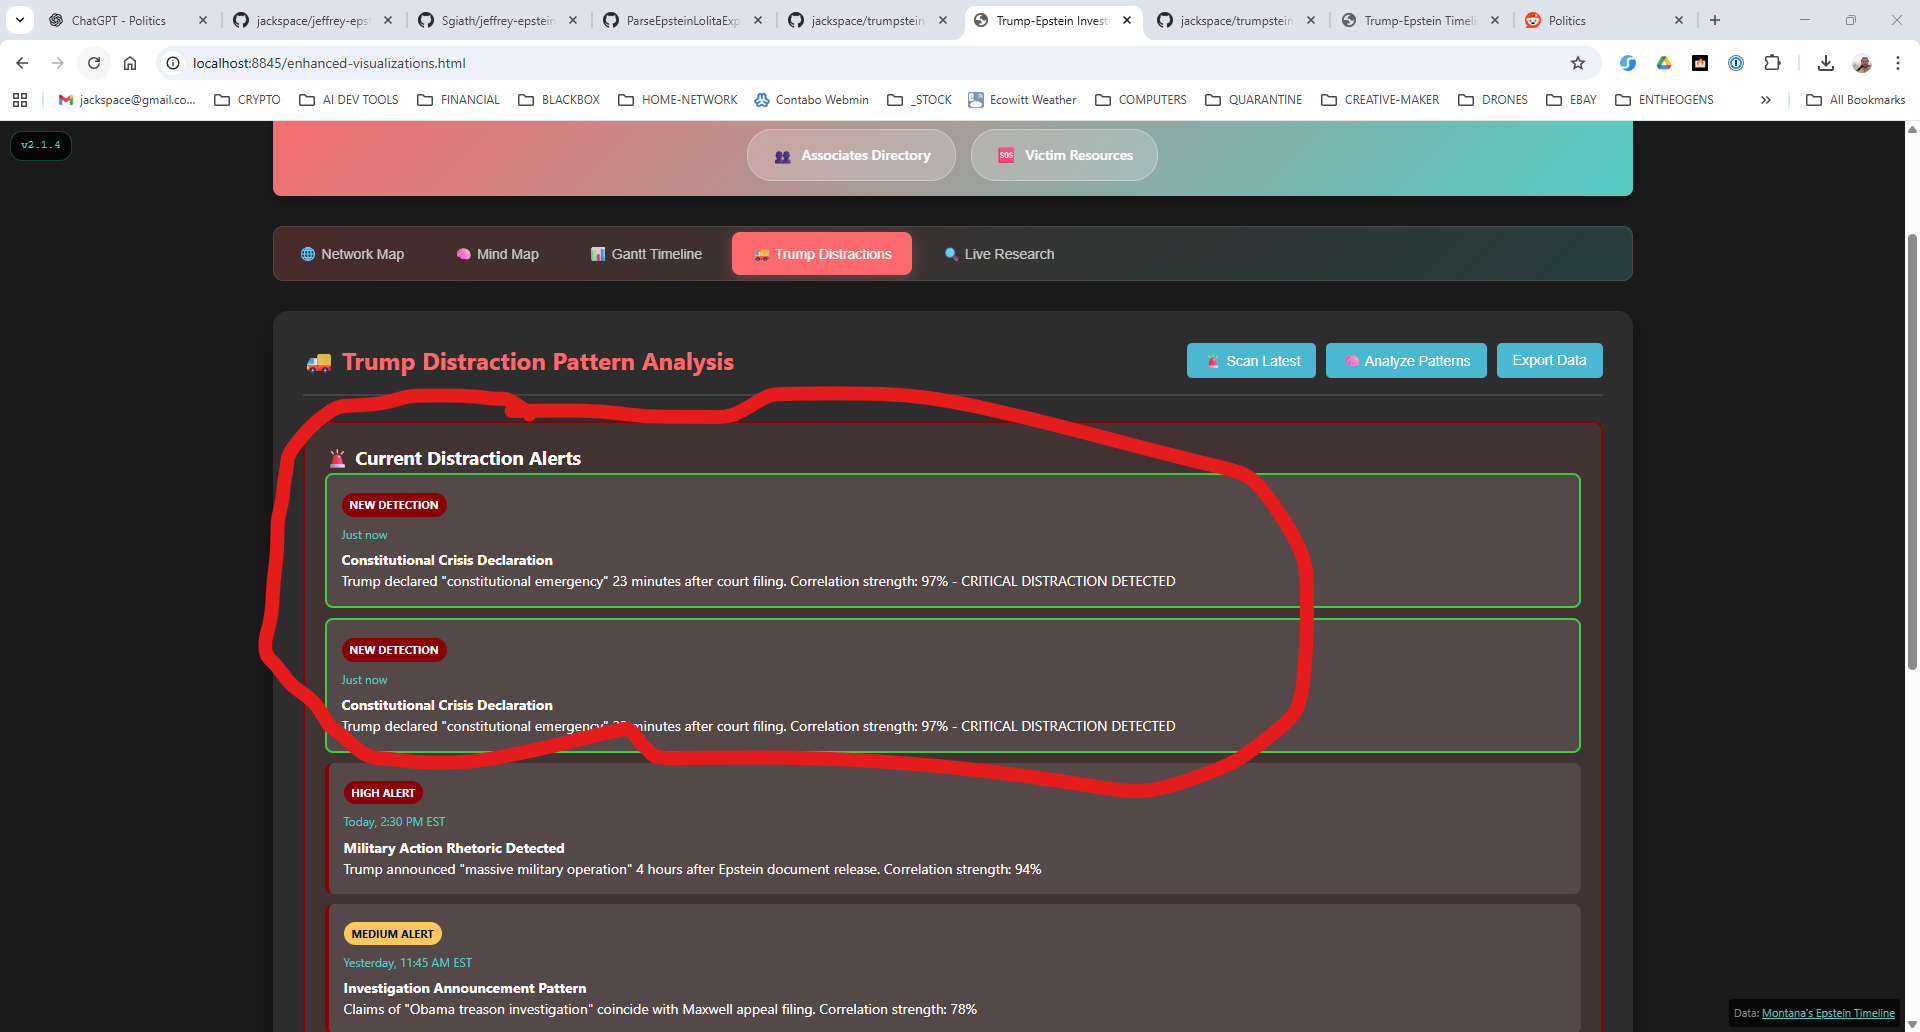 ChatGPT - Politics
jackspace/jeffrey-epst
Sgiath/jeffrey-epstein
ParseEpsteinLolitaExp
jackspace/trumpstein
Trump-Epstein Investi
jackspace/trumpstein
Trump-Epstein Timeli
Politics
localhost:8845/enhanced-visualizations.html
jackspace@gmail.co...
CRYPTO
AI DEV TOOLS
FINANCIAL
BLACKBOX
HOME-NETWORK
Contabo Webmin
_STOCK
Ecowitt Weather
COMPUTERS
QUARANTINE
CREATIVE-MAKER
DRONES
EBAY
ENTHEOGENS
All Bookmarks
v2.1.4
Associates Directory
SOS Victim Resources
Network Map
Mind Map
Gantt Timeline
Trump Distractions
Live Research
Trump Distraction Pattern Analysis
Scan Latest
Analyze Patterns
Export Data
Current Distraction Alerts
NEW DETECTION
Just now
Constitutional Crisis Declaration
Trump declared "constitutional emergency" 23 minutes after court filing. Correlation strength: 97% - CRITICAL DISTRACTION DETECTED
NEW DETECTION
Just now
Constitutional Crisis Declaration
Trump declared "constitutional emergency" 23 minutes after court filing. Correlation strength: 97% - CRITICAL DISTRACTION DETECTED
HIGH ALERT
Today, 2:30 PM EST
Military Action Rhetoric Detected
Trump announced "massive military operation" 4 hours after Epstein document release. Correlation strength: 94%
MEDIUM ALERT
Yesterday, 11:45 AM EST
Investigation Announcement Pattern
Claims of "Obama treason investigation" coincide with Maxwell appeal filing. Correlation strength: 78%
Data: Montana's Epstein Timeline